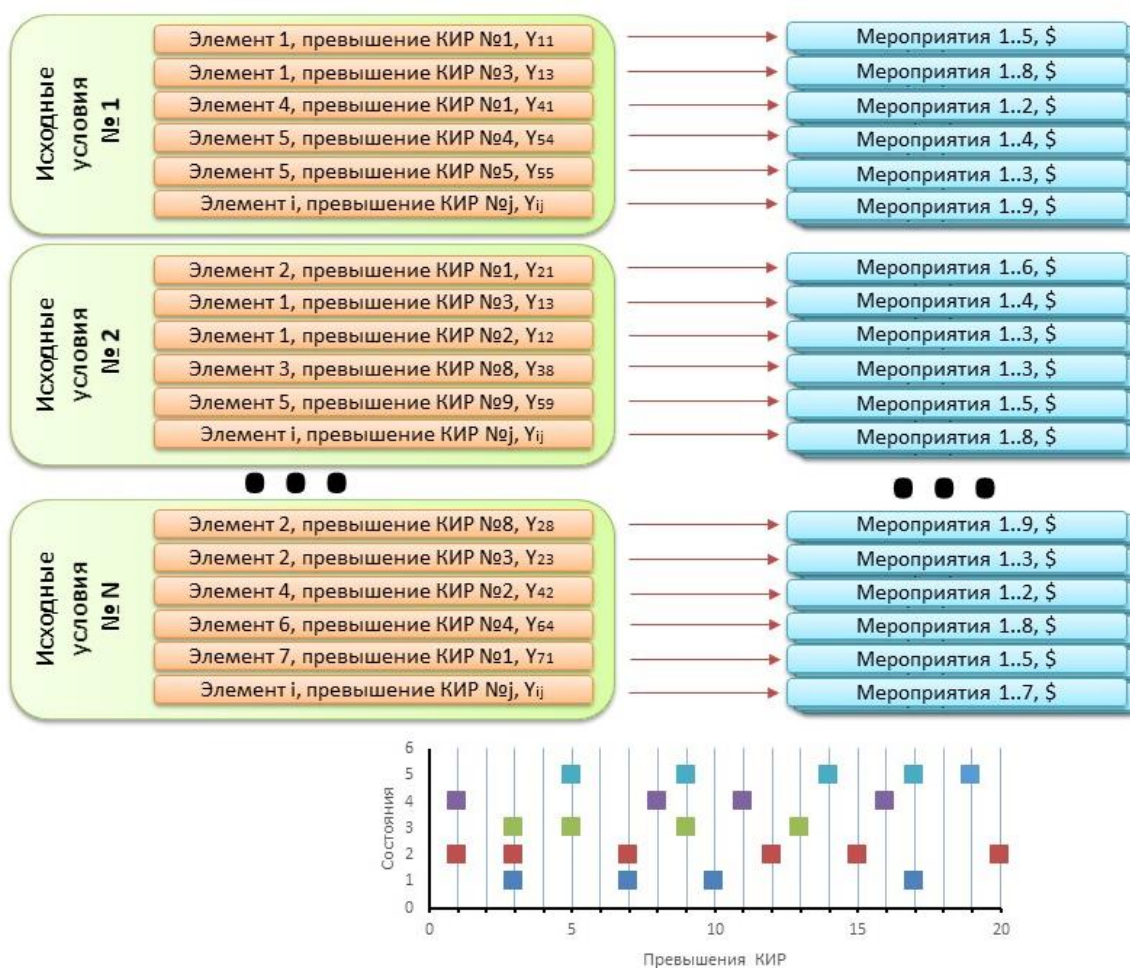 Исходные
условия
№ 1
Элемент 1, превышение КИР №1, Y11
Мероприятия 1..5, $
Элемент 1, превышение КИР №3, Y13
Мероприятия 1..8, $
Элемент 4, превышение КИР №1, Y41
Мероприятия 1..2, $
Элемент 5, превышение КИР №4, Y54
Мероприятия 1..4, $
Элемент 5, превышение КИР №5, Y55
Мероприятия 1..3, $
Элемент i, превышение КИР №j, Yij
Мероприятия 1..9, $
Исходные
условия
№ 2
Элемент 2, превышение КИР №1, Y21
Мероприятия 1..6, $
Элемент 1, превышение КИР №3, Y13
Мероприятия 1..4, $
Элемент 1, превышение КИР №2, Y12
Мероприятия 1..3, $
Элемент 3, превышение КИР №8, Y38
Мероприятия 1..3, $
Элемент 5, превышение КИР №9, Y59
Мероприятия 1..5, $
Элемент i, превышение КИР №j, Yij
Мероприятия 1..8, $
Исходные
условия
№ N
Элемент 2, превышение КИР №8, Y28
Мероприятия 1..9, $
Элемент 2, превышение КИР №3, Y23
Мероприятия 1..3, $
Элемент 4, превышение КИР №2, Y42
Мероприятия 1..2, $
Элемент 6, превышение КИР №4, Y64
Мероприятия 1..8, $
Элемент 7, превышение КИР №1, Y71
Мероприятия 1..5, $
Элемент i, превышение КИР №j, Yij
Мероприятия 1..7, $
Состояния
6
5
4
3
2
1
0
0 5 10 15 20
Превышения КИР